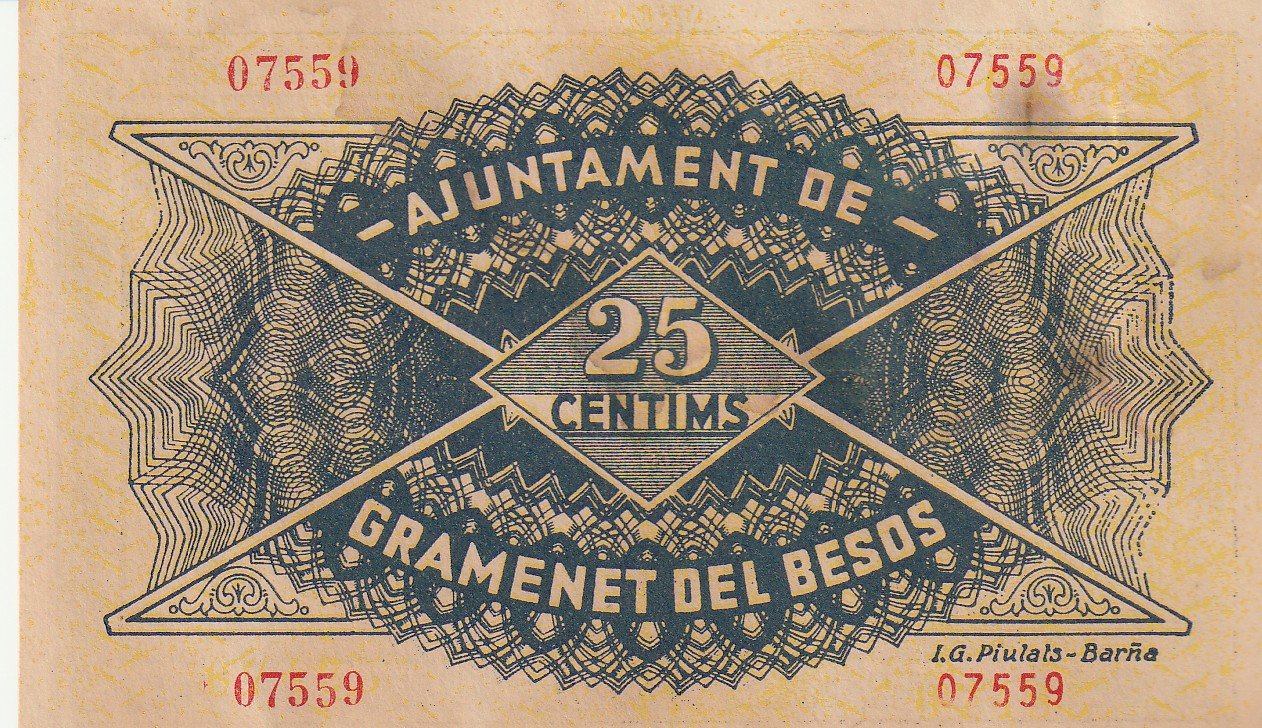 07559 07559
- AJUNTAMENT DE -
25
CENTIMS
GRAMENET DEL BESOS
I.G. Piulats - Barña
07559 07559